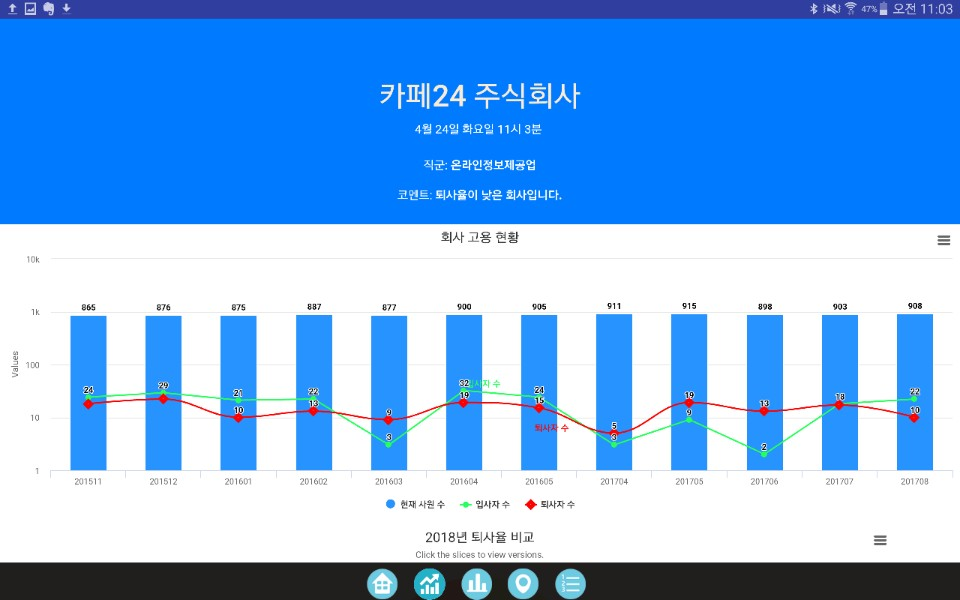 47% 오전 11:03
카페24 주식회사
4월 24일 화요일 11시 3분
직군: 온라인정보제공업
코멘트: 퇴사율이 낮은 회사입니다.
회사 고용 현황
10k
1k
100
10
1
Values
865 876 875 887 877 900 905 911 915 898 903 908
24 29 21 22 3 32 24 3 9 2 18 22
10 13 9 19 15 5 19 13 10
입사자 수
퇴사자 수
201511 201512 201601 201602 201603 201604 201605 201704 201705 201706 201707 201708
현재 사원 수 입사자 수 퇴사자 수
2018년 퇴사율 비교
Click the slices to view versions.